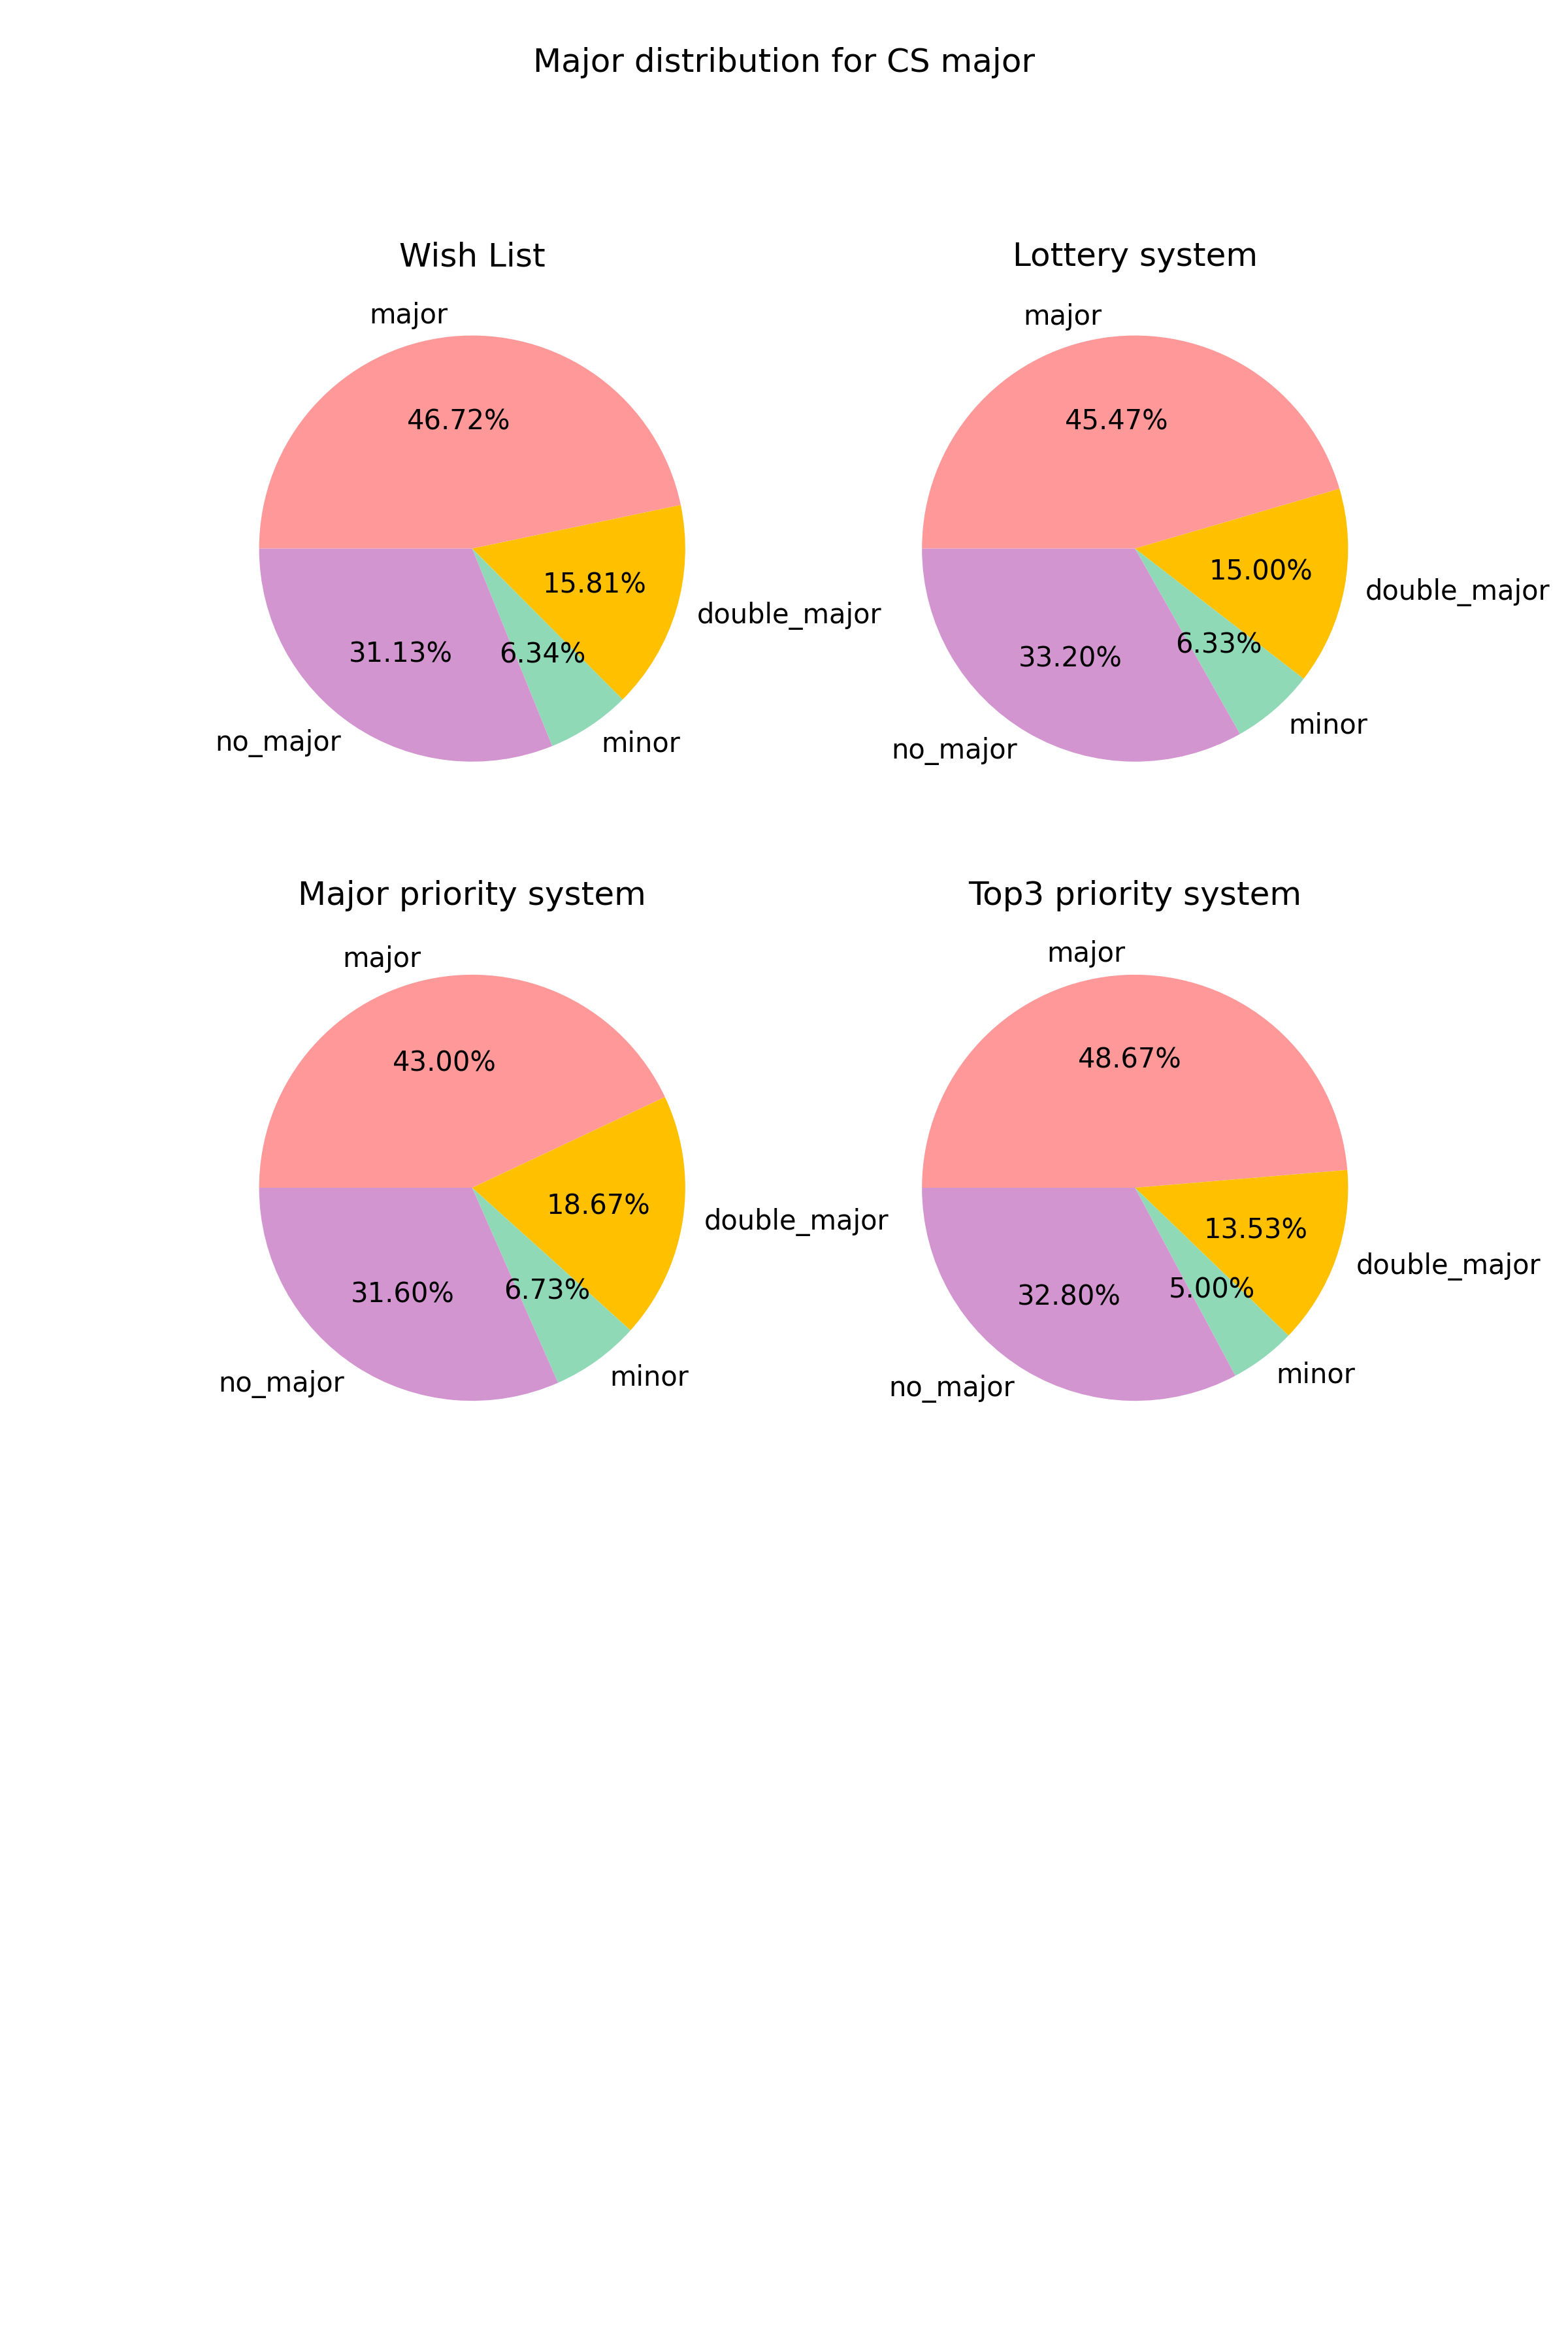 Major distribution for CS major
Wish List
major
46.72%
15.81%
double_major
31.13%
6.34%
no_major
minor
Lottery system
major
45.47%
15.00%
double_major
33.20%
6.33%
no_major
minor
Major priority system
major
43.00%
18.67%
double_major
31.60%
6.73%
no_major
minor
Top3 priority system
major
48.67%
13.53%
double_major
32.80%
5.00%
no_major
minor